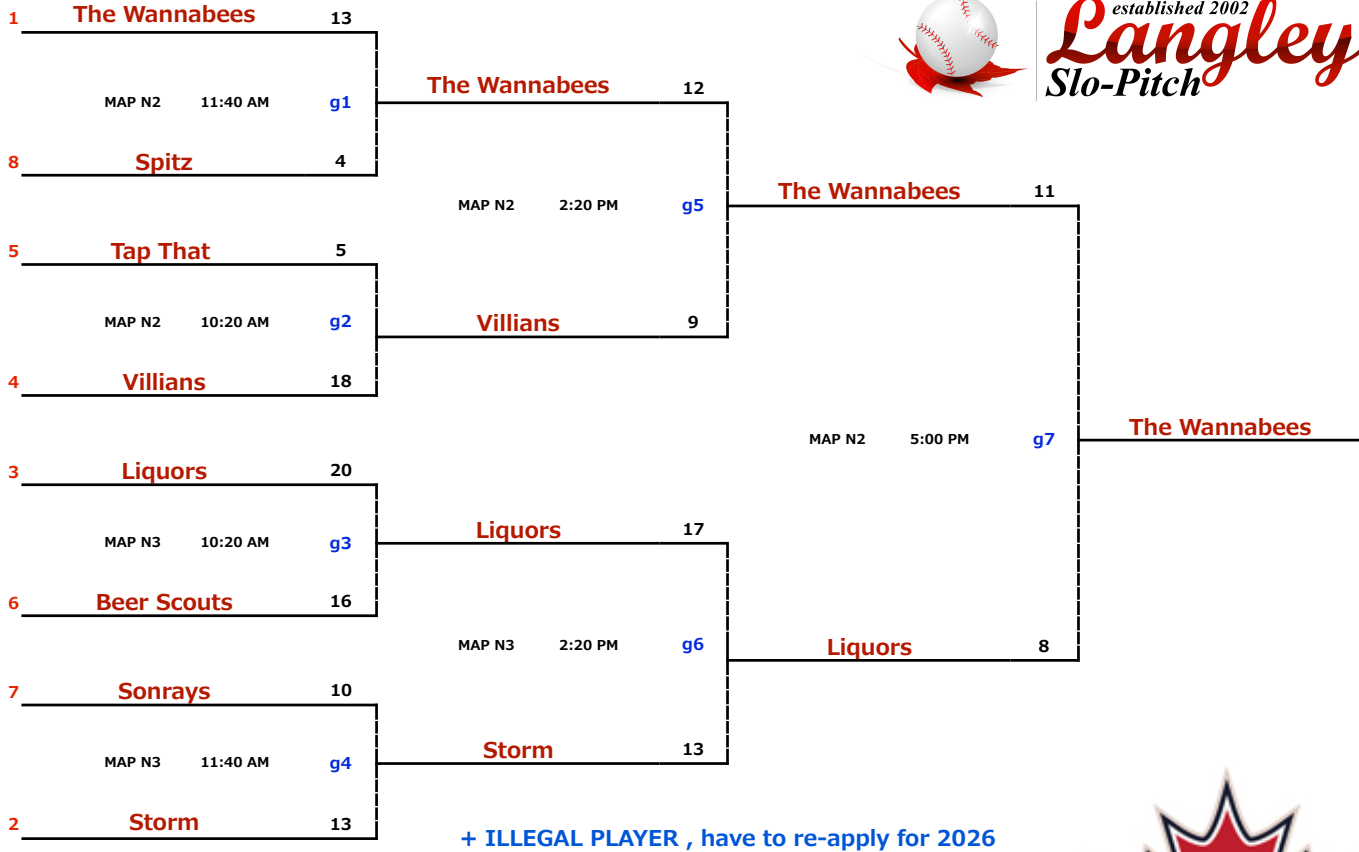 established 2002
Langley
Slo-Pitch
1 The Wannabees 13
MAP N2 11:40 AM g1
8 Spitz 4
The Wannabees 12
MAP N2 2:20 PM g5
5 Tap That 5
MAP N2 10:20 AM g2
4 Villians 18
Villians 9
The Wannabees 11
MAP N2 5:00 PM g7
The Wannabees
3 Liquors 20
MAP N3 10:20 AM g3
6 Beer Scouts 16
Liquors 17
MAP N3 2:20 PM g6
Liquors 8
7 Sonrays 10
MAP N3 11:40 AM g4
2 Storm 13
Storm 13
+ ILLEGAL PLAYER , have to re-apply for 2026